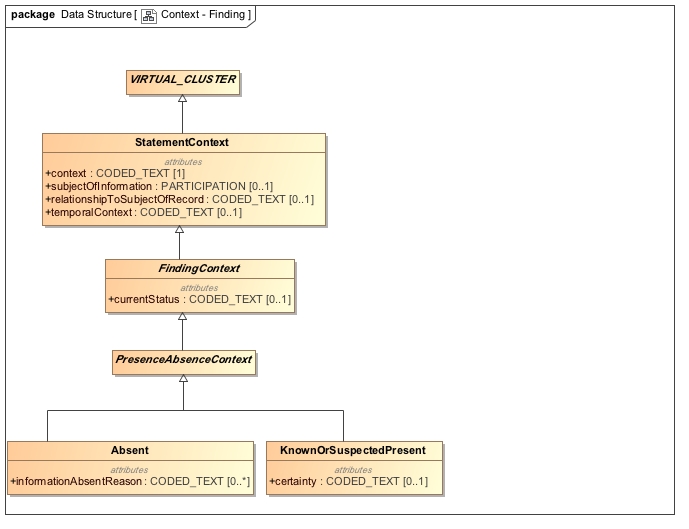 package Data Structure [ Context - Finding ]
VIRTUAL_CLUSTER
StatementContext
attributes
+context : CODED_TEXT [1]
+subjectOfInformation : PARTICIPATION [0..1]
+relationshipToSubjectOfRecord : CODED_TEXT [0..1]
+temporalContext : CODED_TEXT [0..1]
FindingContext
attributes
+currentStatus : CODED_TEXT [0..1]
PresenceAbsenceContext
Absent
attributes
+informationAbsentReason : CODED_TEXT [0..*]
KnownOrSuspectedPresent
attributes
+certainty : CODED_TEXT [0..1]